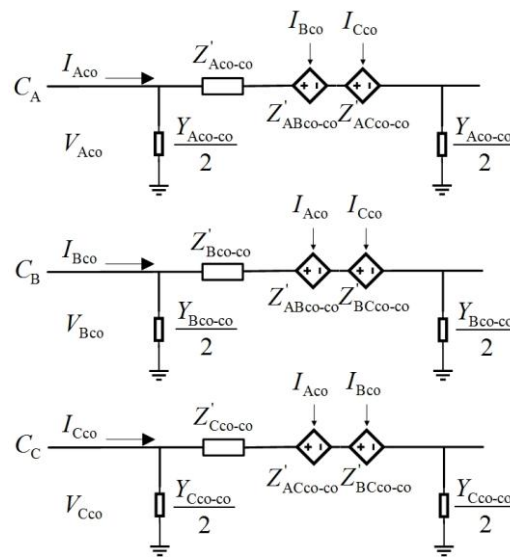 I_Bco I_Cco
I_Aco Z'_Aco-co
C_A + - + -
Z'_ABco-co Z'_ACco-co
V_Aco Y_Aco-co/2 Y_Aco-co/2
I_Aco I_Cco
I_Bco Z'_Bco-co
C_B + - + -
Z'_ABco-co Z'_BCco-co
V_Bco Y_Bco-co/2 Y_Bco-co/2
I_Aco I_Bco
I_Cco Z'_Cco-co
C_C + - + -
Z'_ACco-co Z'_BCco-co
V_Cco Y_Cco-co/2 Y_Cco-co/2